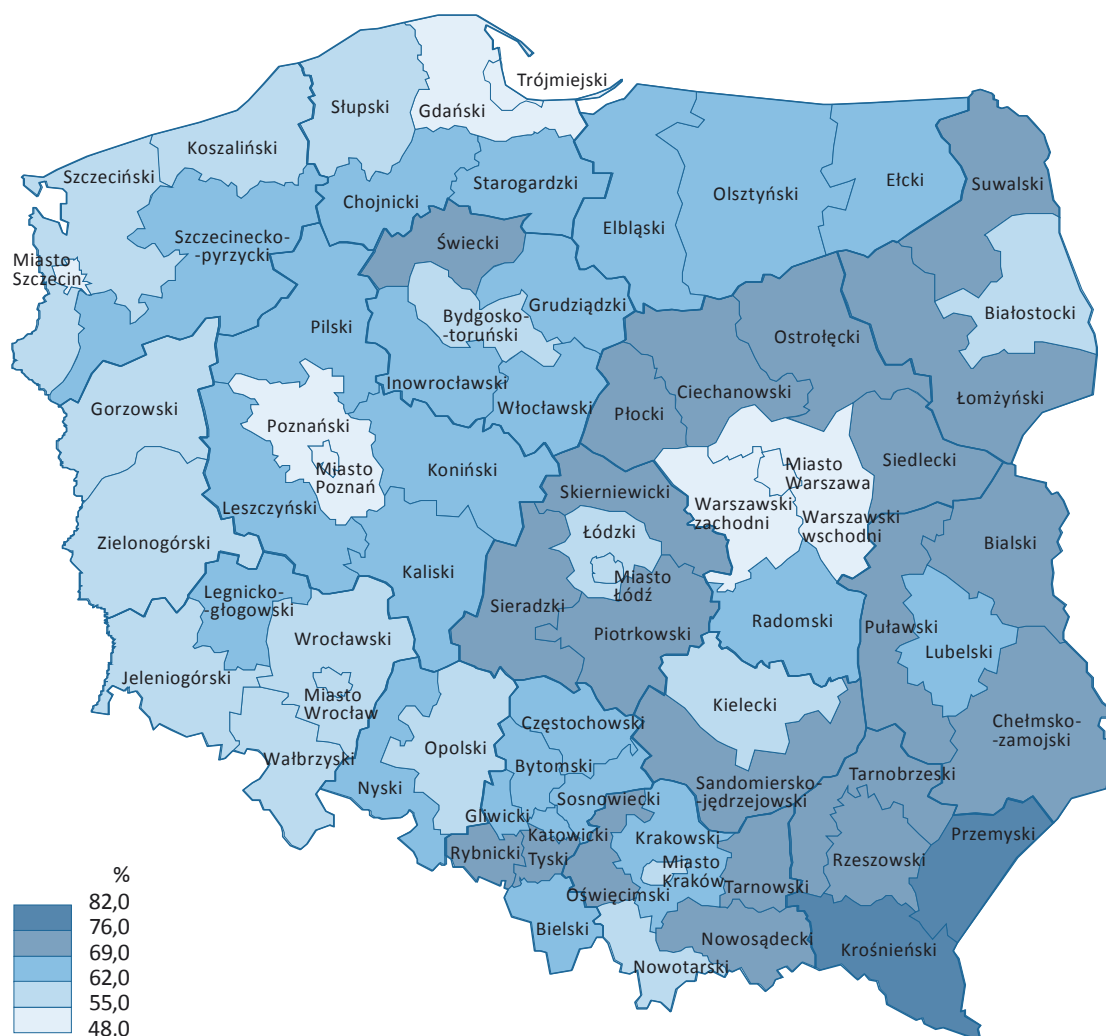 Trójmiejski
Słupski
Gdański
Koszaliński
Szczeciński
Starogardzki
Ełcki
Suwalski
Olsztyński
Chojnicki
Elbląski
Szczecinecko-
-pyrzycki
Świecki
Miasto
Szczecin
Grudziądzki
Bydgosko-
-toruński
Białostocki
Pilski
Ostrołęcki
Inowrocławski
Ciechanowski
Łomżyński
Gorzowski
Włocławski
Płocki
Poznański
Siedlecki
Miasto
Poznań
Koniński
Miasto
Warszawa
Skierniewicki
Leszczyński
Warszawski
zachodni
Warszawski
wschodni
Zielonogórski
Łódzki
Bialski
Kaliski
Miasto
Łódź
Legnicko-
-głogowski
Sieradzki
Radomski
Puławski
Wrocławski
Piotrkowski
Lubelski
Jeleniogórski
Miasto
Wrocław
Kielecki
Chełmsko-
-zamojski
Częstochowski
Opolski
Wałbrzyski
Bytomski
Tarnobrzeski
Nyski
Sandomiersko-
-jędrzejowski
Sosnowiecki
Gliwicki
Katowicki
Krakowski
Przemyski
Rybnicki
Tyski
Miasto
Kraków
Rzeszowski
Tarnowski
Oświęcimski
Bielski
Nowosądecki
Krośnieński
Nowotarski
%
82,0
76,0
69,0
62,0
55,0
48,0